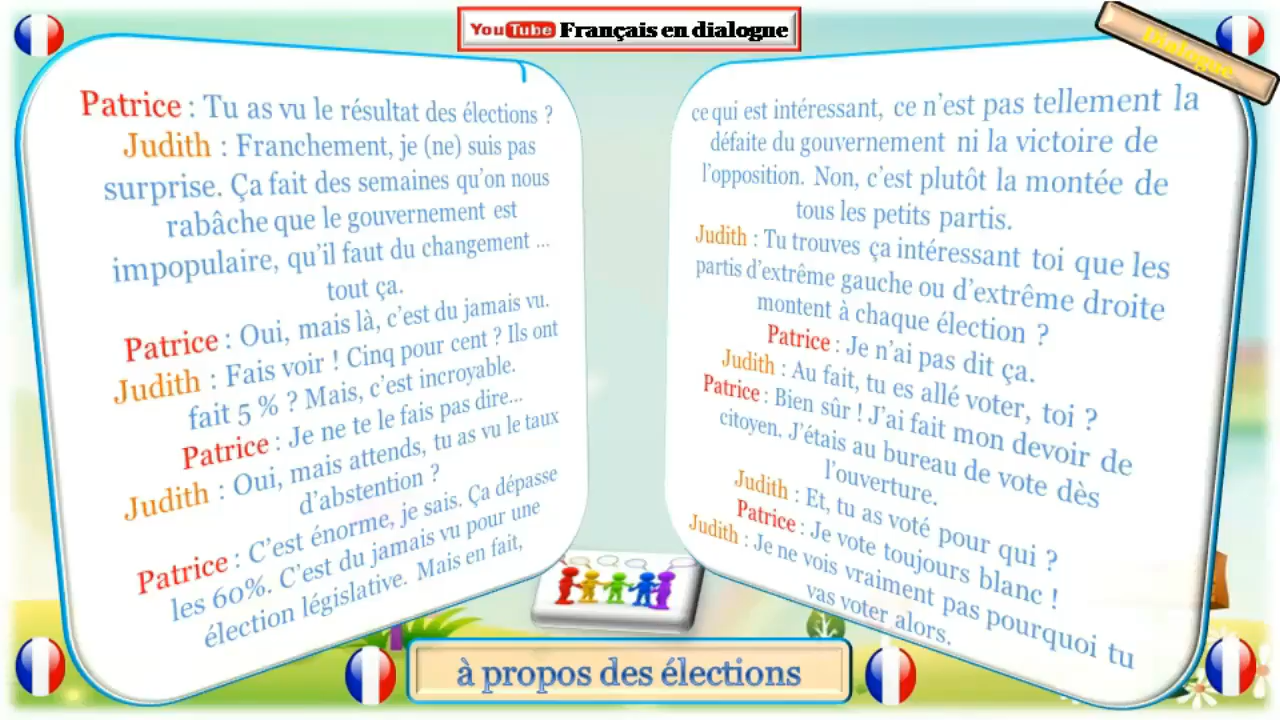 YouTube Français en dialogue
Dialogue
Patrice : Tu as vu le résultat des élections ?
Judith : Franchement, je (ne) suis pas
surprise. Ça fait des semaines qu'on nous
rabâche que le gouvernement est
impopulaire, qu'il faut du changement ...
tout ça.
Patrice : Oui, mais là, c'est du jamais vu.
Judith : Fais voir ! Cinq pour cent ? Ils ont
fait 5 % ? Mais, c'est incroyable.
Patrice : Je ne te le fais pas dire...
Judith : Oui, mais attends, tu as vu le taux
d'abstention ?
Patrice : C'est énorme, je sais. Ça dépasse
les 60%. C'est du jamais vu pour une
élection législative. Mais en fait,
ce qui est intéressant, ce n'est pas tellement la
défaite du gouvernement ni la victoire de
l'opposition. Non, c'est plutôt la montée de
tous les petits partis.
Judith : Tu trouves ça intéressant toi que les
partis d'extrême gauche ou d'extrême droite
montent à chaque élection ?
Patrice : Je n'ai pas dit ça.
Judith : Au fait, tu es allé voter, toi ?
Patrice : Bien sûr ! J'ai fait mon devoir de
citoyen. J'étais au bureau de vote dès
l'ouverture.
Judith : Et, tu as voté pour qui ?
Patrice : Je vote toujours blanc !
Judith : Je ne vois vraiment pas pourquoi tu
vas voter alors.
à propos des élections